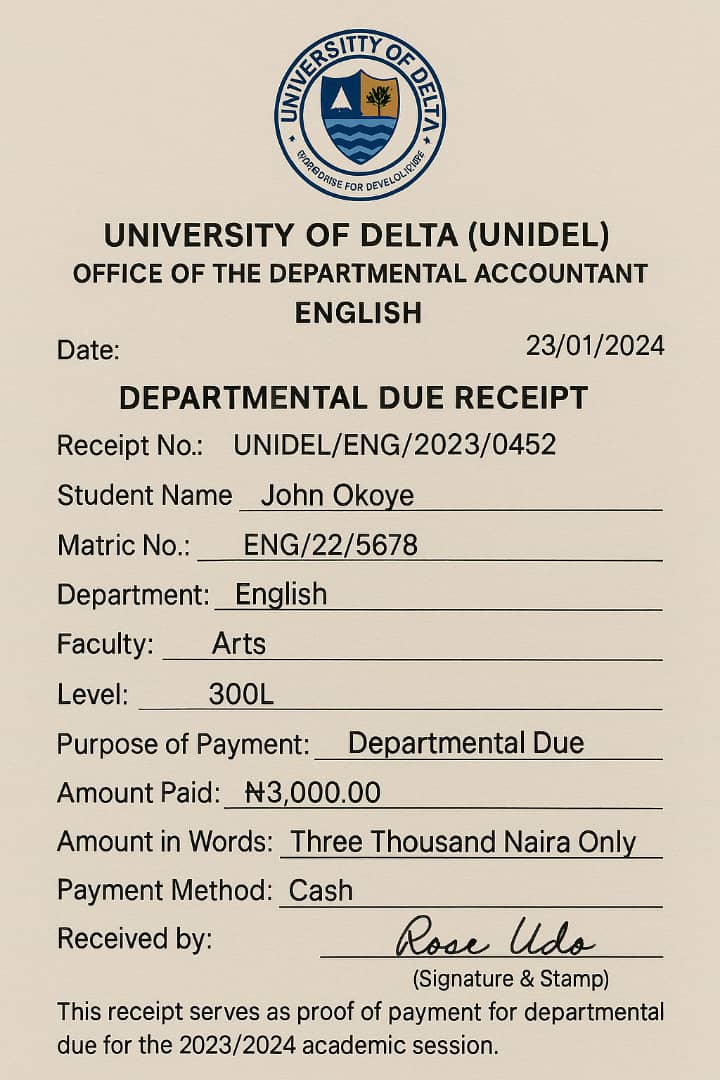 UNIVERSITTY OF DELTA
FOR
UNIVERSITY OF DELTA (UNIDEL)
OFFICE OF THE DEPARTMENTAL ACCOUNTANT
ENGLISH
Date: 23/01/2024
DEPARTMENTAL DUE RECEIPT
Receipt No.: UNIDEL/ENG/2023/0452
Student Name John Okoye
Matric No.: ENG/22/5678
Department: English
Faculty: Arts
Level: 300L
Purpose of Payment: Departmental Due
Amount Paid: ₦3,000.00
Amount in Words: Three Thousand Naira Only
Payment Method: Cash
Received by: Rose Udo
(Signature & Stamp)
This receipt serves as proof of payment for departmental
due for the 2023/2024 academic session.